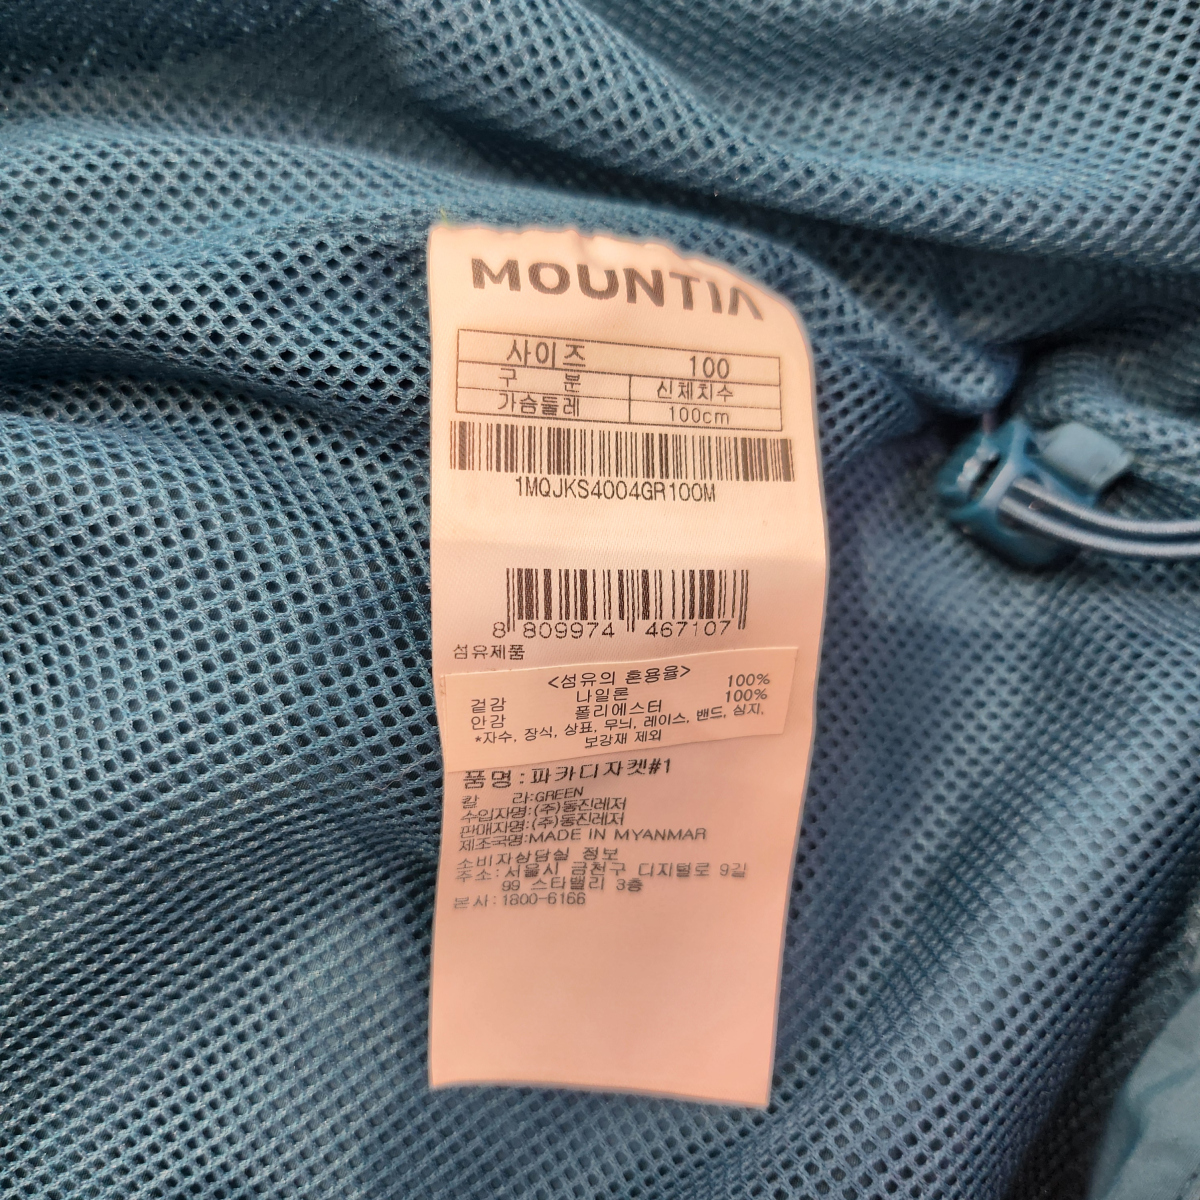 MOUNTIA
사이즈 100
구 분 신체치수
가슴둘레 100cm
1MQJKS4004GR100M
8 809974 467107
섬유제품
<섬유의 혼용율>
겉감 나일론 100%
안감 폴리에스터 100%
*자수, 장식, 상표, 무늬, 레이스, 밴드, 심지,
보강재 제외
품명:파카디자켓#1
칼 라:GREEN
수입자명:(주)동진레저
판매자명:(주)동진레저
제조국명:MADE IN MYANMAR
소비자상담실 정보
주소:서울시 금천구 디지털로 9길
99 스타밸리 3층
본사:1800-6166